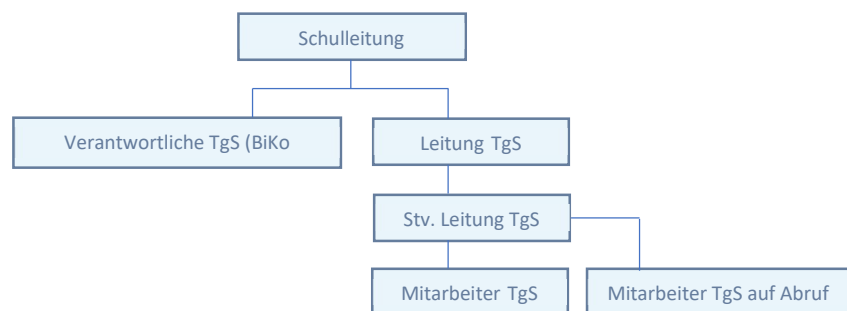 Schulleitung
Verantwortliche TgS (BiKo
Leitung TgS
Stv. Leitung TgS
Mitarbeiter TgS
Mitarbeiter TgS auf Abruf